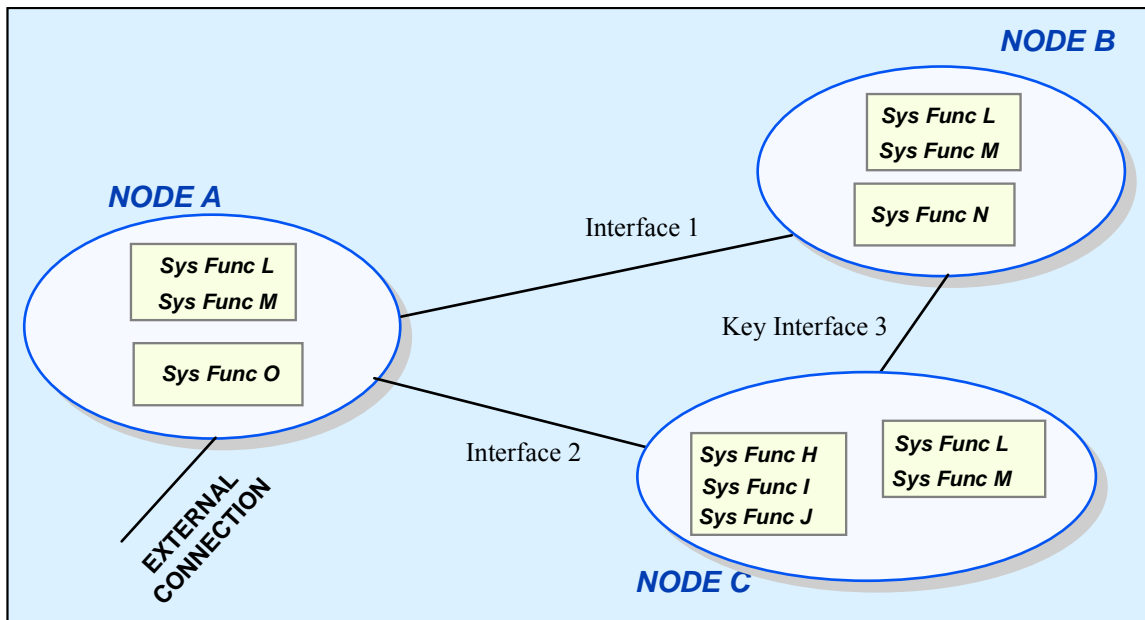 NODE B
Sys Func L
Sys Func M
Sys Func N
NODE A
Sys Func L
Sys Func M
Sys Func O
Interface 1
Key Interface 3
Interface 2
EXTERNAL
CONNECTION
Sys Func H
Sys Func I
Sys Func J
Sys Func L
Sys Func M
NODE C